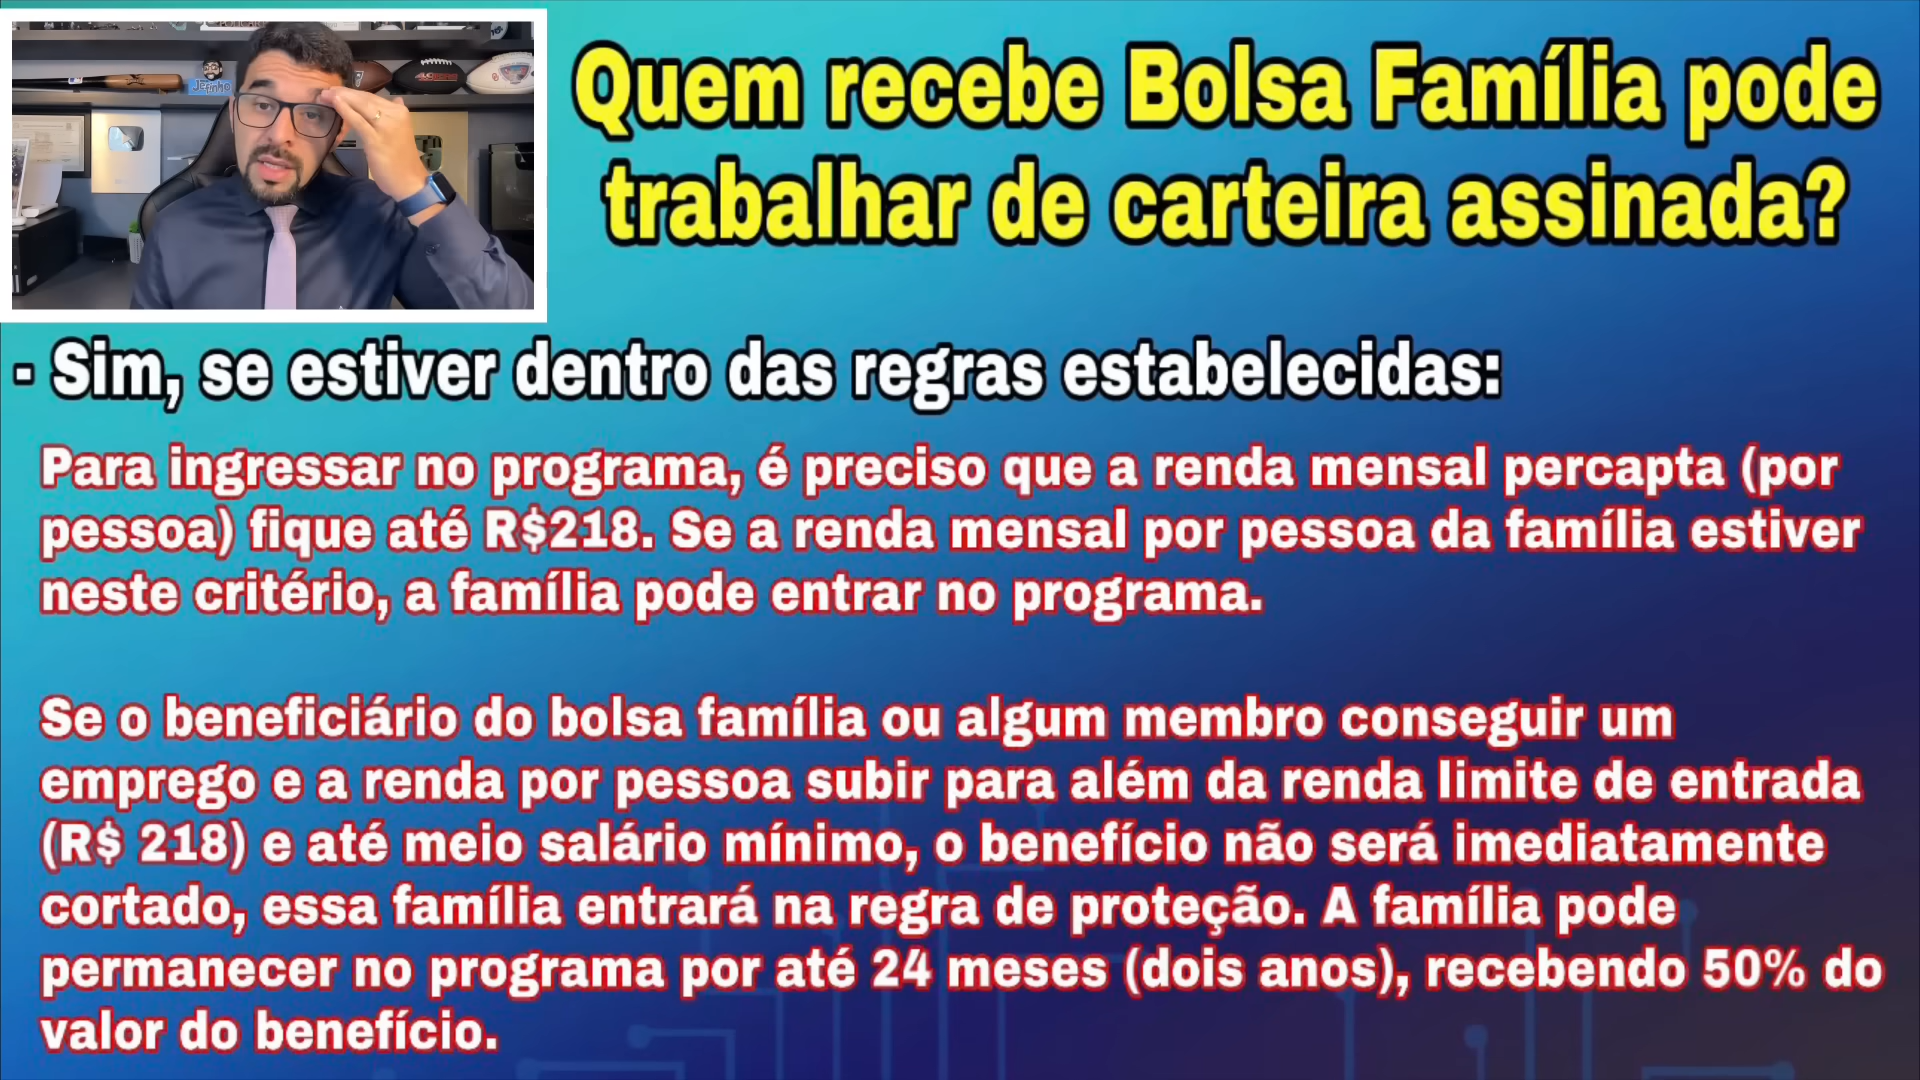 Quem recebe Bolsa Família pode
trabalhar de carteira assinada?
Jefinho
- Sim, se estiver dentro das regras estabelecidas:
Para ingressar no programa, é preciso que a renda mensal percapta (por
pessoa) fique até R$218. Se a renda mensal por pessoa da família estiver
neste critério, a família pode entrar no programa.
Se o beneficiário do bolsa família ou algum membro conseguir um
emprego e a renda por pessoa subir para além da renda limite de entrada
(R$ 218) e até meio salário mínimo, o benefício não será imediatamente
cortado, essa família entrará na regra de proteção. A família pode
permanecer no programa por até 24 meses (dois anos), recebendo 50% do
valor do benefício.